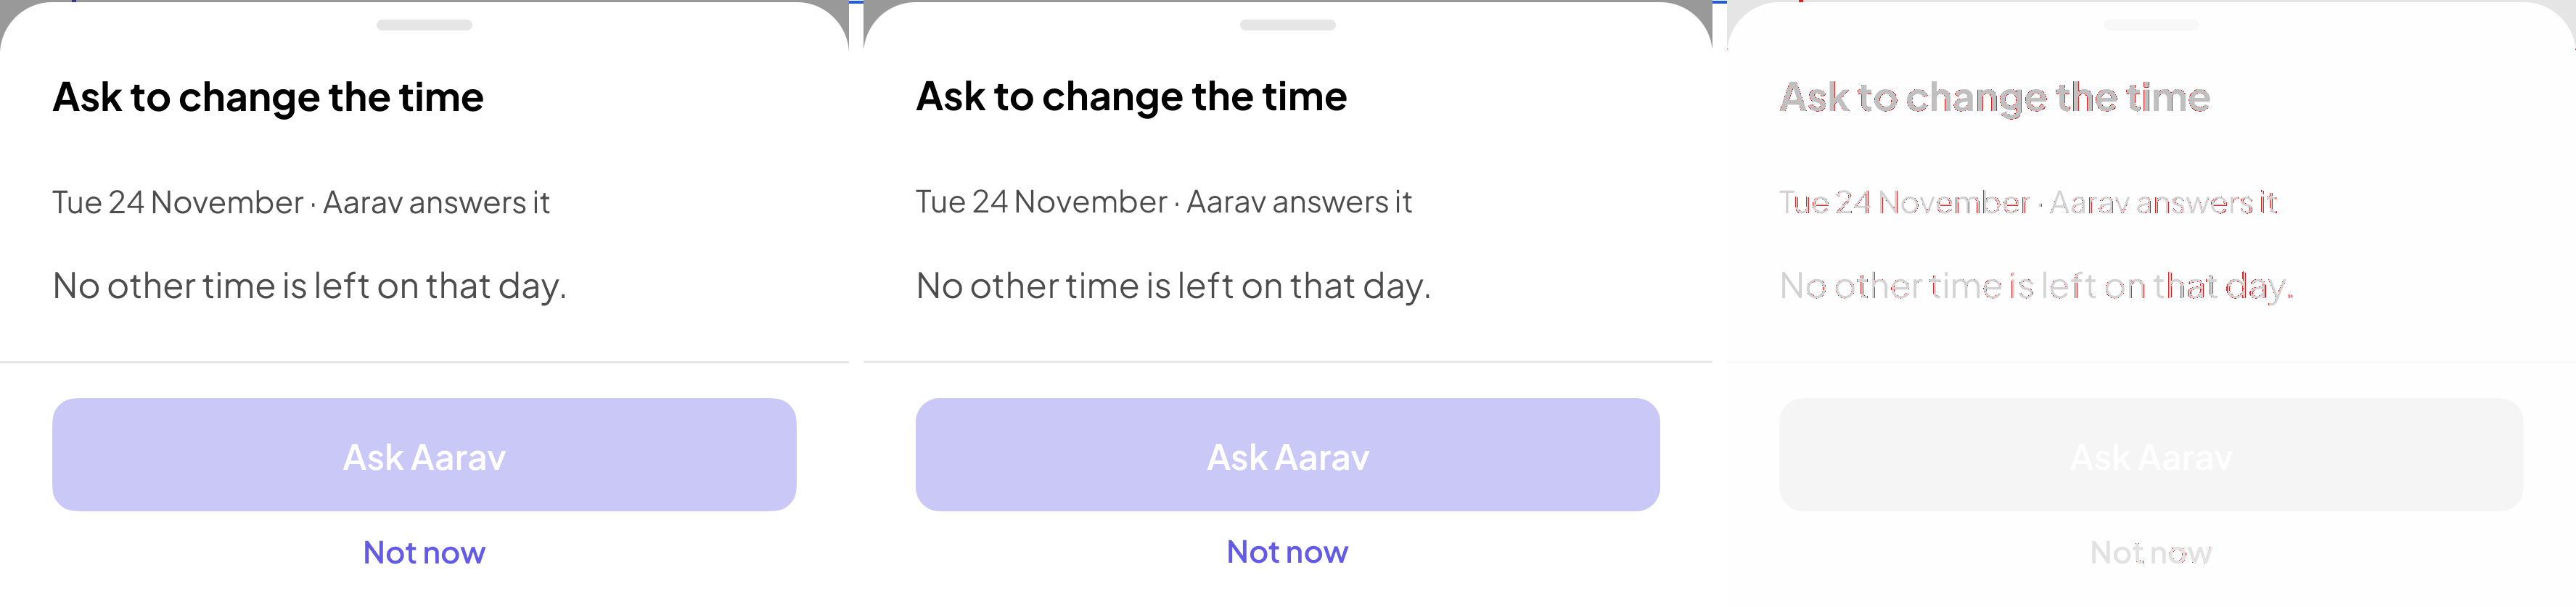 Ask to change the time
Tue 24 November · Aarav answers it
No other time is left on that day.
Ask Aarav
Not now
Ask to change the time
Tue 24 November · Aarav answers it
No other time is left on that day.
Ask Aarav
Not now
Ask to change the time
Tue 24 November · Aarav answers it
No other time is left on that day.
Ask Aarav
Not now